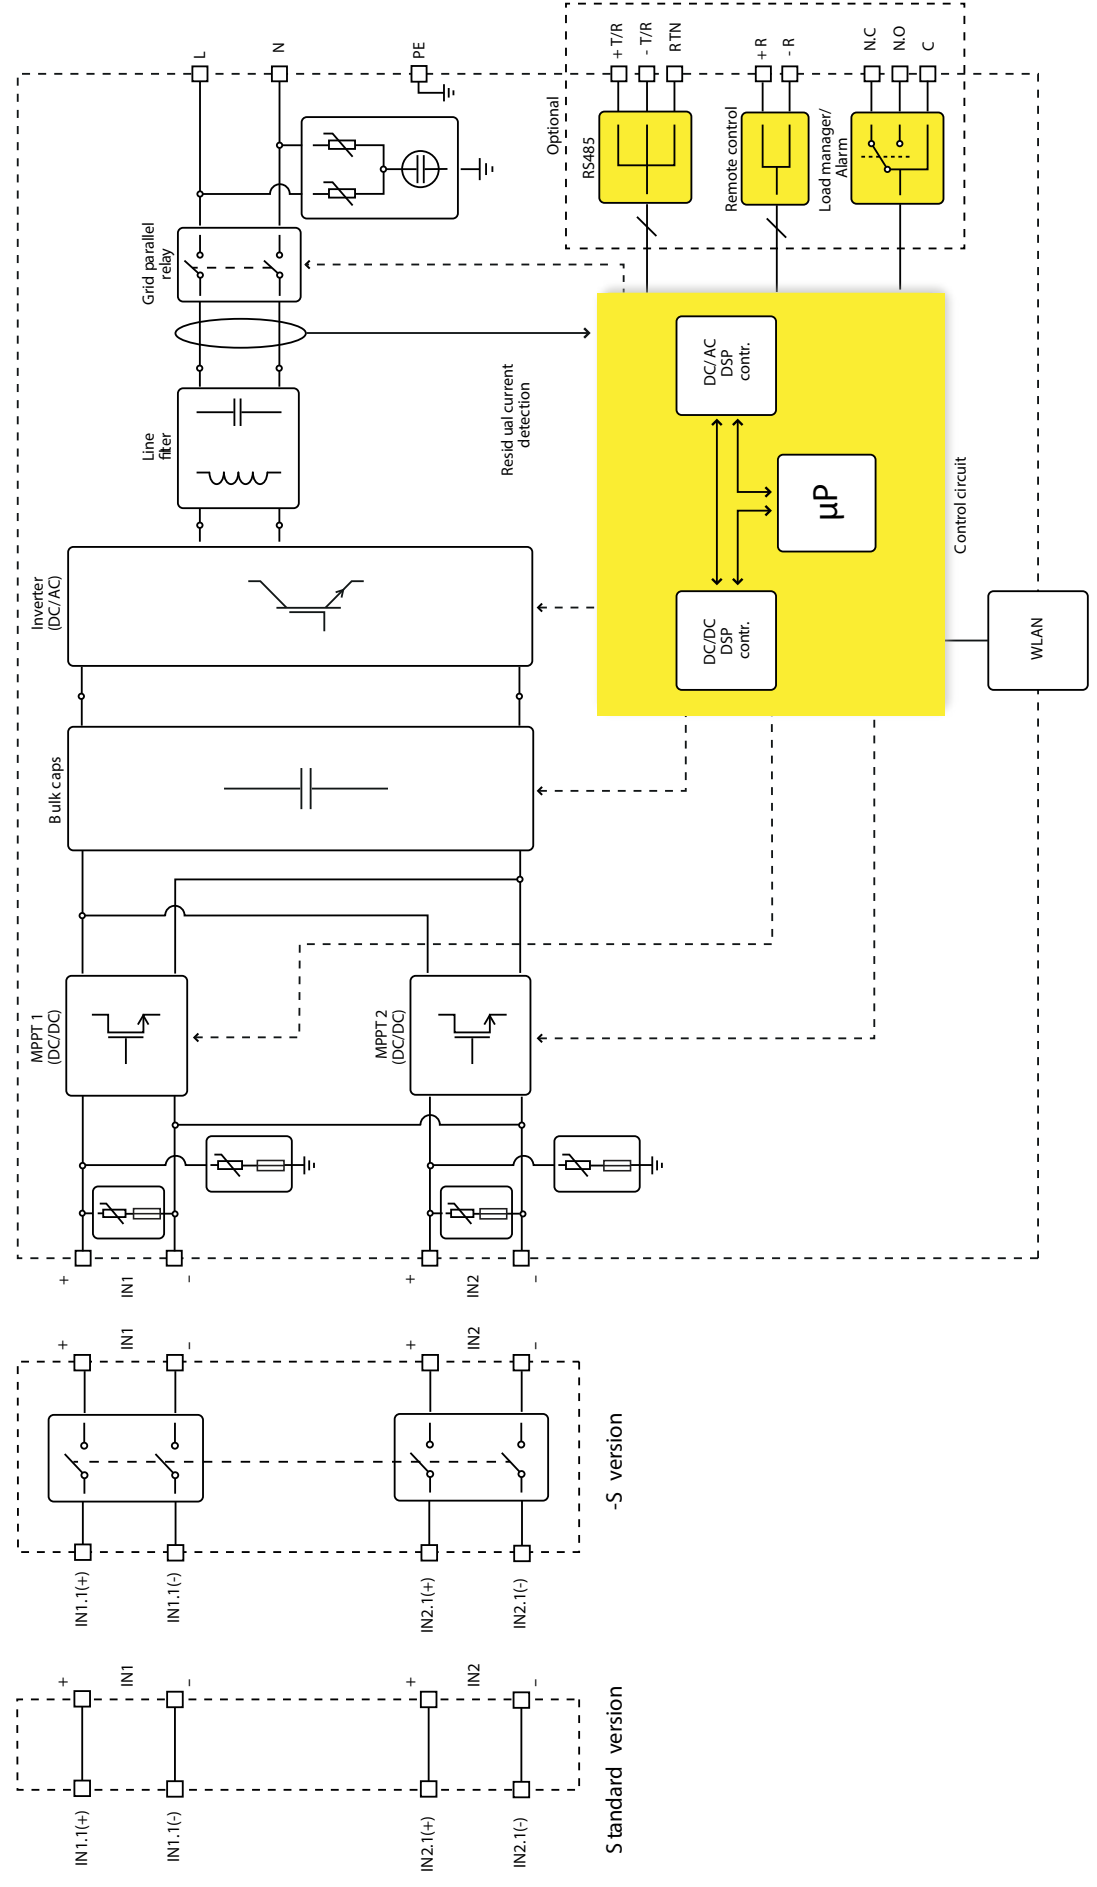 L
N
PE
+ T/R
- T/R
RTN
+ R
- R
N.C
N.O
C
Optional
RS485
Remote control
Load manager/
Alarm
Grid parallel
relay
Residual current
detection
Line
filter
DC/AC
DSP
contr.
µP
DC/DC
DSP
contr.
Control circuit
WLAN
Inverter
(DC/AC)
Bulk caps
MPPT 1
(DC/DC)
MPPT 2
(DC/DC)
+
IN1
–
+
IN2
–
+
IN1
–
+
IN2
–
IN1.1(+)
IN1.1(-)
IN2.1(+)
IN2.1(-)
-S version
+
IN1
–
+
IN2
–
IN1.1(+)
IN1.1(-)
IN2.1(+)
IN2.1(-)
Standard version